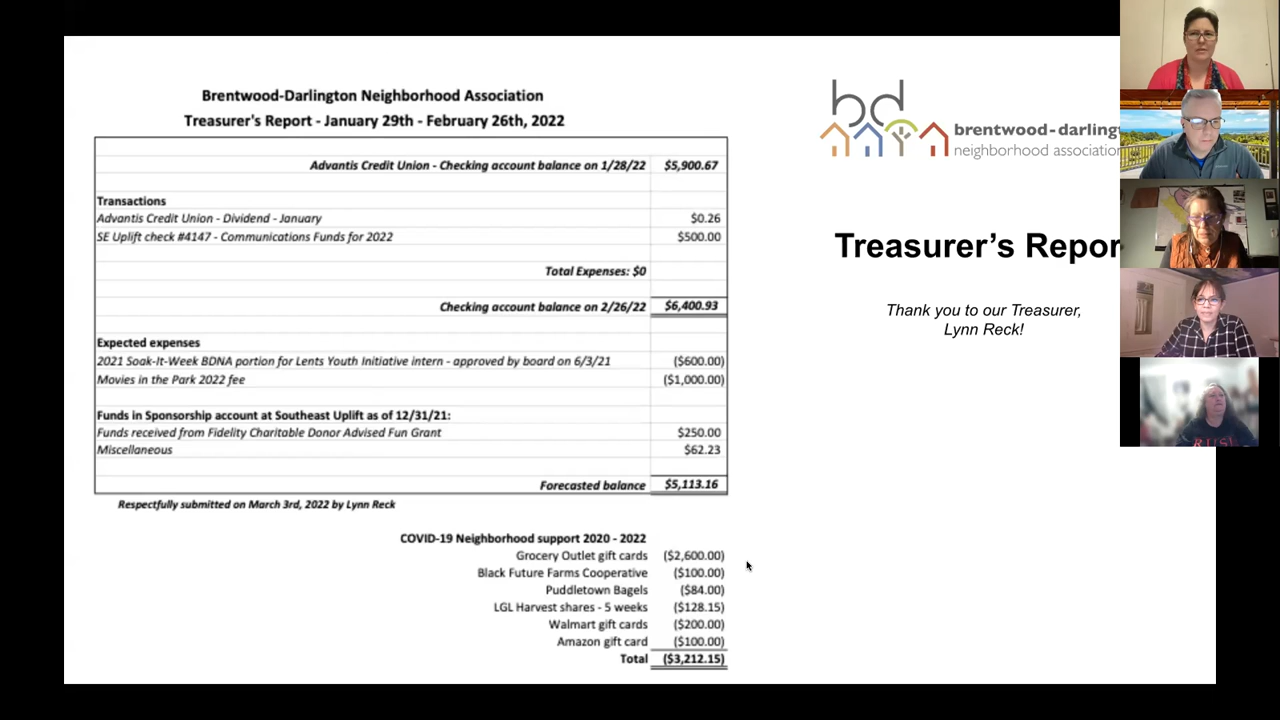 Brentwood-Darlington Neighborhood Association
Treasurer's Report - January 29th - February 26th, 2022
Advantis Credit Union - Checking account balance on 1/28/22 $5,900.67
Transactions
Advantis Credit Union - Dividend - January $0.26
SE Uplift check #4147 - Communications Funds for 2022 $500.00
Total Expenses: $0
Checking account balance on 2/26/22 $6,400.93
Expected expenses
2021 Soak-It-Week BDNA portion for Lents Youth Initiative intern - approved by board on 6/3/21 ($600.00)
Movies in the Park 2022 fee ($1,000.00)
Funds in Sponsorship account at Southeast Uplift as of 12/31/21:
Funds received from Fidelity Charitable Donor Advised Fun Grant $250.00
Miscellaneous $62.23
Forecasted balance $5,113.16
Respectfully submitted on March 3rd, 2022 by Lynn Reck
COVID-19 Neighborhood support 2020 - 2022
Grocery Outlet gift cards ($2,600.00)
Black Future Farms Cooperative ($100.00)
Puddletown Bagels ($84.00)
LGL Harvest shares - 5 weeks ($128.15)
Walmart gift cards ($200.00)
Amazon gift card ($100.00)
Total ($3,212.15)
bd
brentwood-darlingt
neighborhood association
Treasurer's Repor
Thank you to our Treasurer,
Lynn Reck!
RUSH